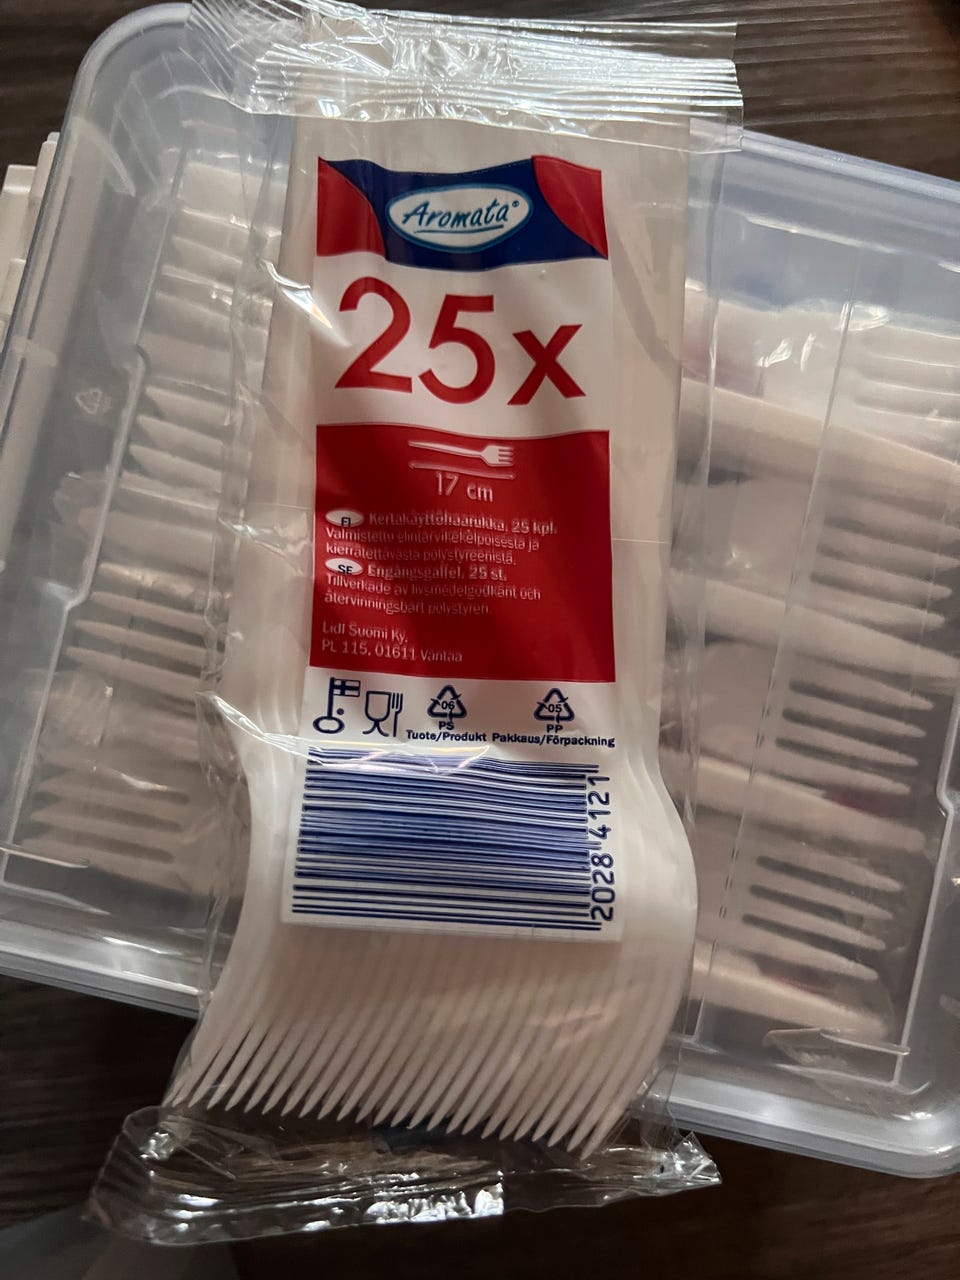 Aromata®
25x
17 cm
FI Kertakäyttöhaarukka, 25 kpl.
Valmistettu elintarvikekelpoisesta ja
kierrätettävästä polystyreenistä.
SE Engångsgaffel, 25 st.
Tillverkade av livsmedelgodkänt och
återvinningsbart polystyren.
Lidl Suomi Ky,
PL 115, 01611 Vantaa
06 05
PS PP
Tuote/Produkt Pakkaus/Förpackning
2028 4121